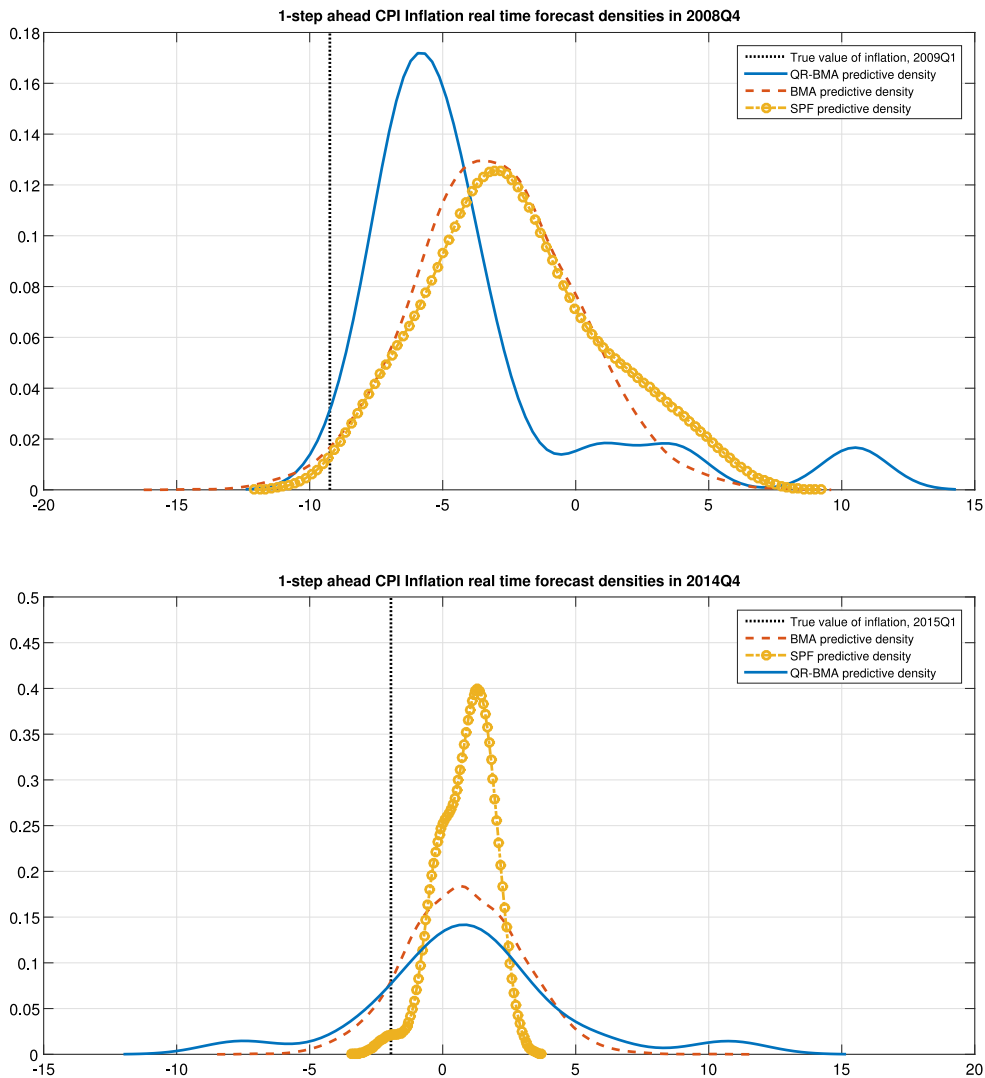 1-step ahead CPI Inflation real time forecast densities in 2008Q4
0.18
0.16
0.14
0.12
0.1
0.08
0.06
0.04
0.02
0
True value of inflation, 2009Q1
QR-BMA predictive density
BMA predictive density
SPF predictive density
-20 -15 -10 -5 0 5 10 15
1-step ahead CPI Inflation real time forecast densities in 2014Q4
0.5
0.45
0.4
0.35
0.3
0.25
0.2
0.15
0.1
0.05
0
True value of inflation, 2015Q1
BMA predictive density
SPF predictive density
QR-BMA predictive density
-15 -10 -5 0 5 10 15 20